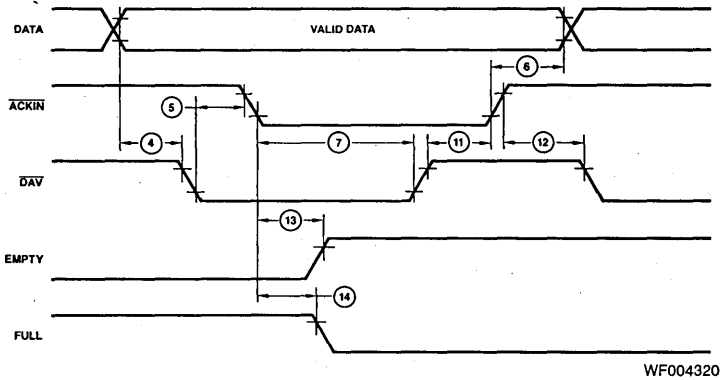 DATA
VALID DATA
6
ACKIN
5
4
7
11
12
DAV
13
EMPTY
14
FULL
WF004320